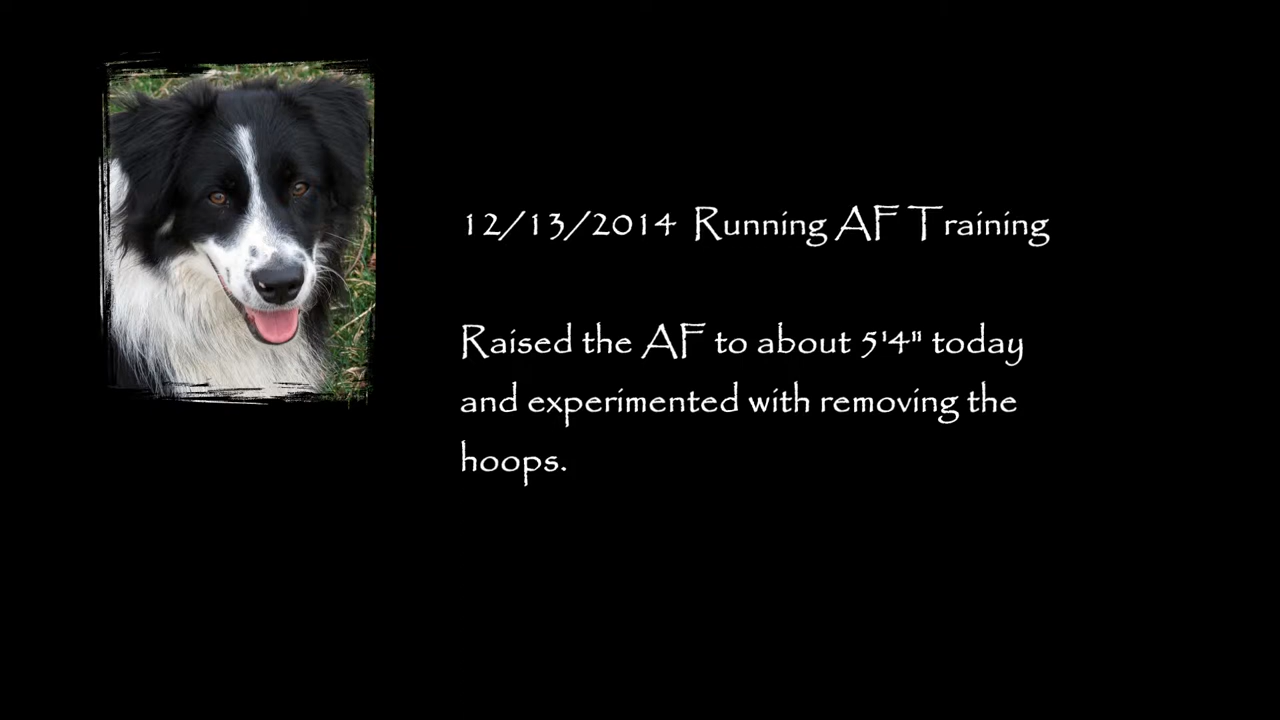 12/13/2014 Running AF Training
Raised the AF to about 5'4" today
and experimented with removing the
hoops.